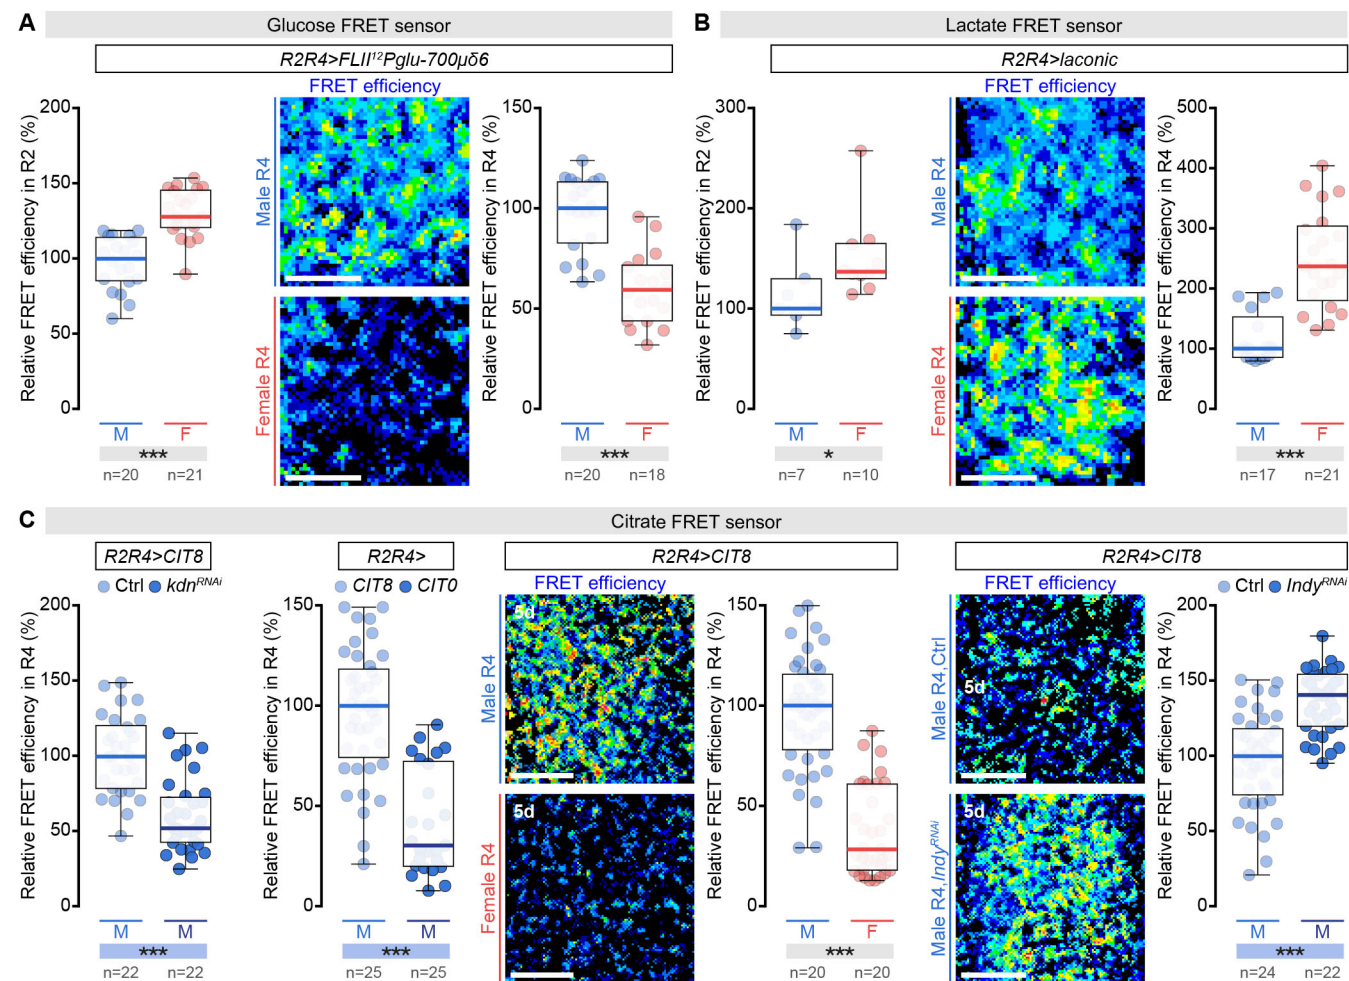 A
Glucose FRET sensor
R2R4>FLII¹²Pglu-700μδ6
FRET efficiency
Relative FRET efficiency in R2 (%)
200
150
100
50
0
M
F
***
n=20
n=21
Male R4
Female R4
Relative FRET efficiency in R4 (%)
150
100
50
0
M
F
***
n=20
n=18
B
Lactate FRET sensor
R2R4>laconic
FRET efficiency
Relative FRET efficiency in R2 (%)
300
200
100
0
M
F
*
n=7
n=10
Male R4
Female R4
Relative FRET efficiency in R4 (%)
500
400
300
200
100
0
M
F
***
n=17
n=21
C
Citrate FRET sensor
R2R4>CIT8
Ctrl kdnᴿᴺᴬⁱ
Relative FRET efficiency in R4 (%)
200
150
100
50
0
M
M
***
n=22
n=22
R2R4>
CIT8 CIT0
Relative FRET efficiency in R4 (%)
150
100
50
0
M
M
***
n=25
n=25
R2R4>CIT8
FRET efficiency
Male R4
5d
Female R4
5d
Relative FRET efficiency in R4 (%)
150
100
50
0
M
F
***
n=20
n=20
R2R4>CIT8
FRET efficiency
Ctrl Indyᴿᴺᴬⁱ
Male R4,Ctrl
5d
Male R4,Indyᴿᴺᴬⁱ
5d
Relative FRET efficiency in R4 (%)
200
150
100
50
0
M
M
***
n=24
n=22